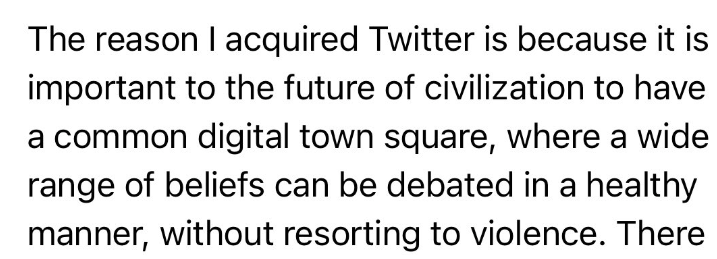 The reason I acquired Twitter is because it is
important to the future of civilization to have
a common digital town square, where a wide
range of beliefs can be debated in a healthy
manner, without resorting to violence. There